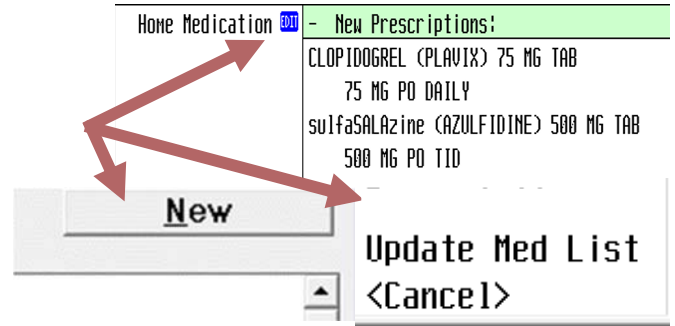 Home Medication EDIT
- New Prescriptions:
CLOPIDOGREL (PLAVIX) 75 MG TAB
75 MG PO DAILY
sulfaSALAzine (AZULFIDINE) 500 MG TAB
500 MG PO TID
New
Update Med List
<Cancel>